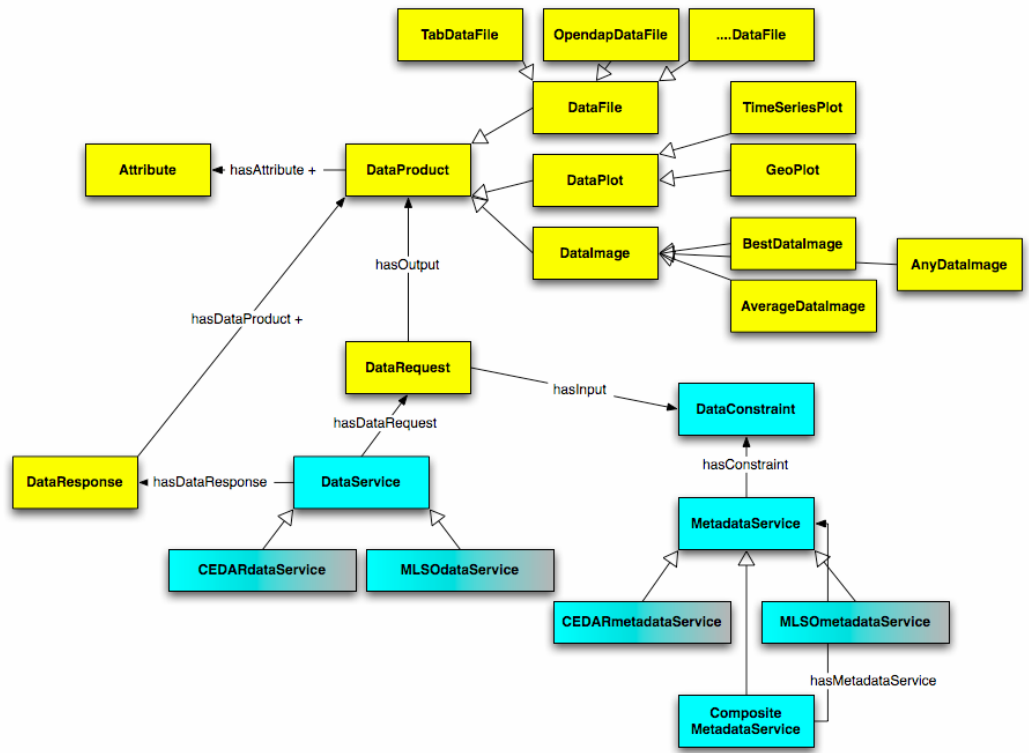 TabDataFile
OpendapDataFile
....DataFile
DataFile
TimeSeriesPlot
Attribute
hasAttribute +
DataProduct
DataPlot
GeoPlot
DataImage
BestDataImage
AnyDataImage
AverageDataImage
hasOutput
hasDataProduct +
DataRequest
hasInput
DataConstraint
hasDataRequest
hasConstraint
DataResponse
hasDataResponse
DataService
MetadataService
CEDARdataService
MLSOdataService
CEDARmetadataService
MLSOmetadataService
hasMetadataService
Composite
MetadataService